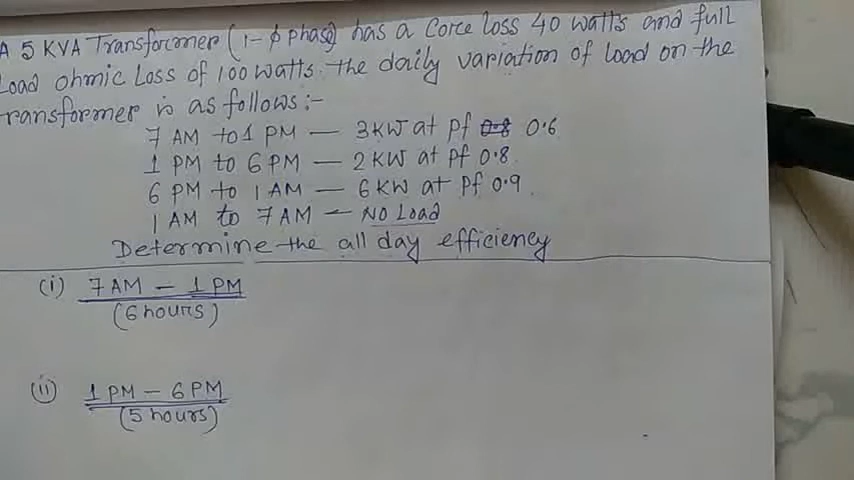 A 5 KVA Transformer (1-ϕ phase) has a Core loss 40 watts and full
Load ohmic Loss of 100 watts. the daily variation of load on the
transformer is as follows:-
7 AM to 1 PM — 3 KW at Pf 0.6
1 PM to 6 PM — 2 KW at Pf 0.8
6 PM to 1 AM — 6 KW at Pf 0.9
1 AM to 7 AM — No Load
Determine the all day efficiency
(i) 7 AM — 1 PM
(6 hours)
(ii) 1 PM — 6 PM
(5 hours)